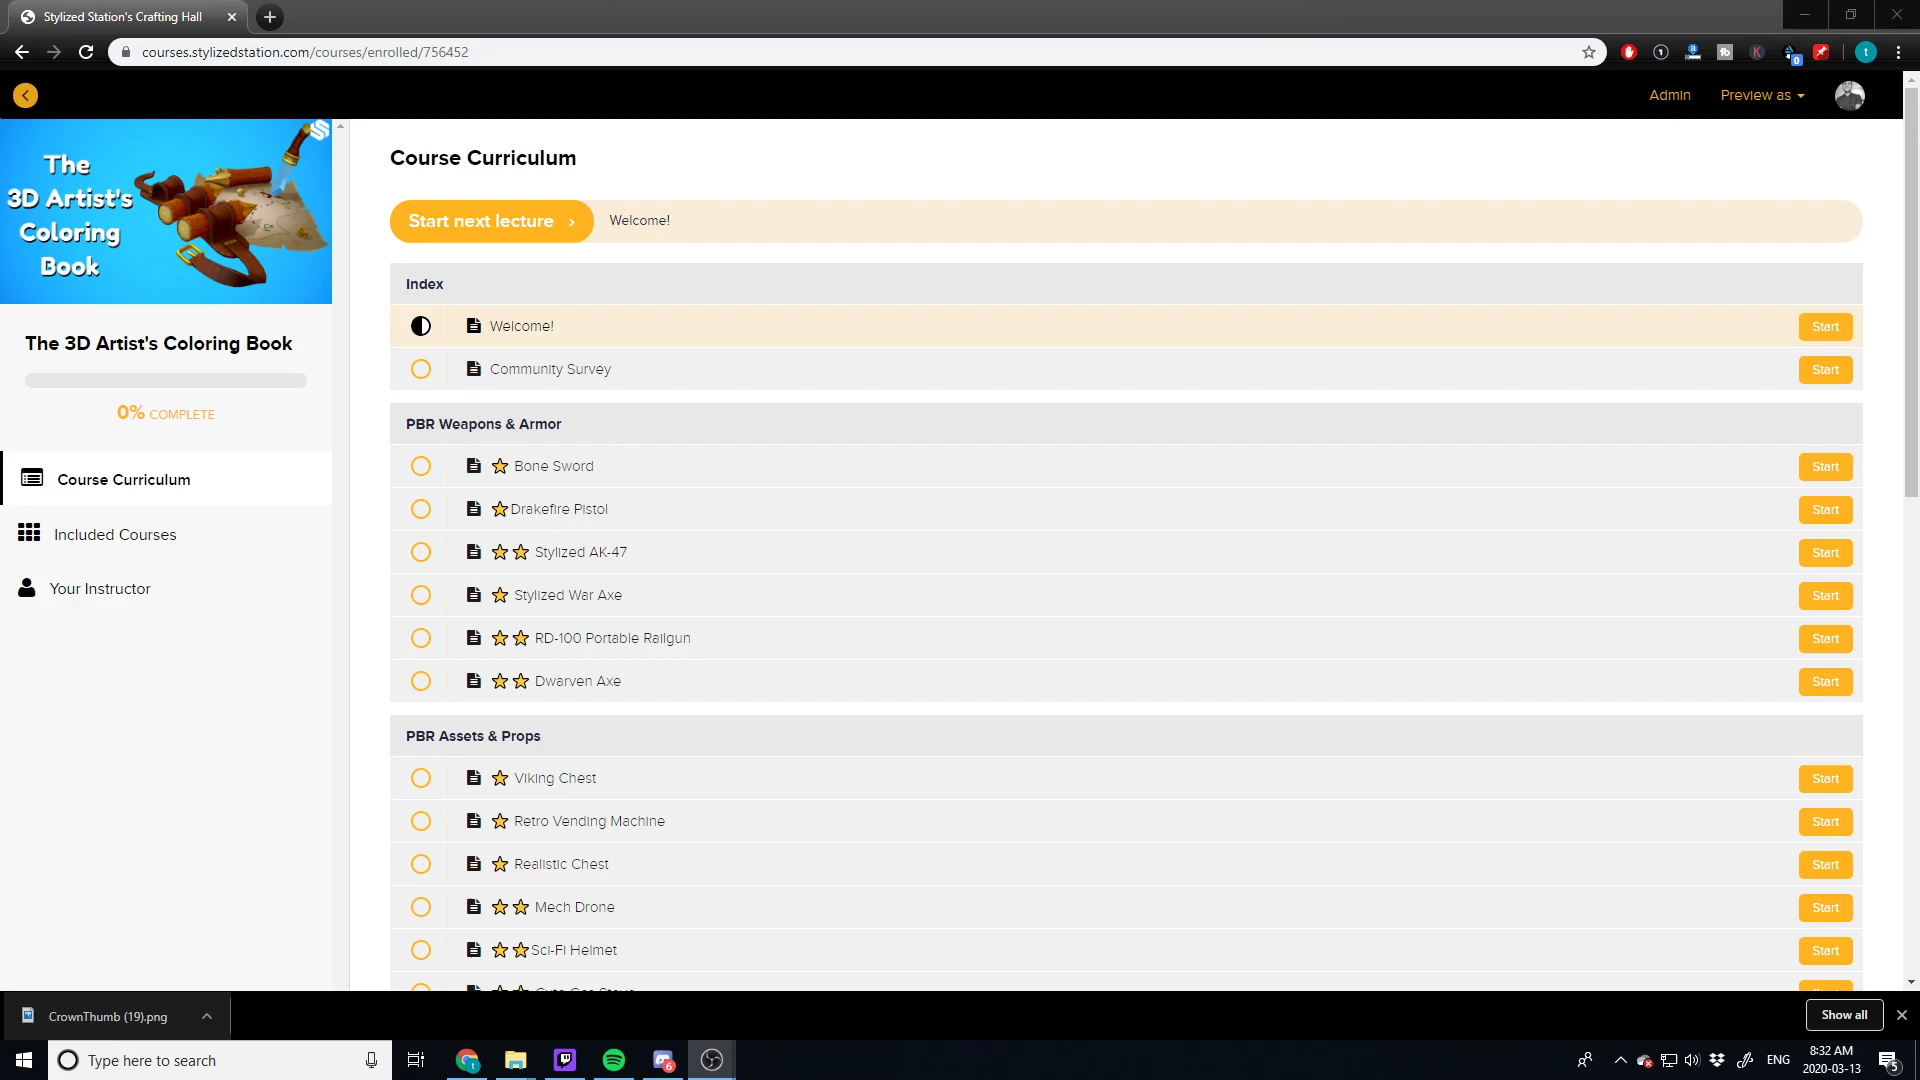 Stylized Station's Crafting Hall
courses.stylizedstation.com/courses/enrolled/756452
Admin
Preview as
The
3D Artist's
Coloring
Book
The 3D Artist's Coloring Book
0% COMPLETE
Course Curriculum
Included Courses
Your Instructor
Course Curriculum
Start next lecture › Welcome!
Index
Welcome! Start
Community Survey Start
PBR Weapons & Armor
Bone Sword Start
Drakefire Pistol Start
Stylized AK-47 Start
Stylized War Axe Start
RD-100 Portable Railgun Start
Dwarven Axe Start
PBR Assets & Props
Viking Chest Start
Retro Vending Machine Start
Realistic Chest Start
Mech Drone Start
Sci-Fi Helmet Start
CrownThumb (19).png
Show all
Type here to search
6
ENG
8:32 AM
2020-03-13
5